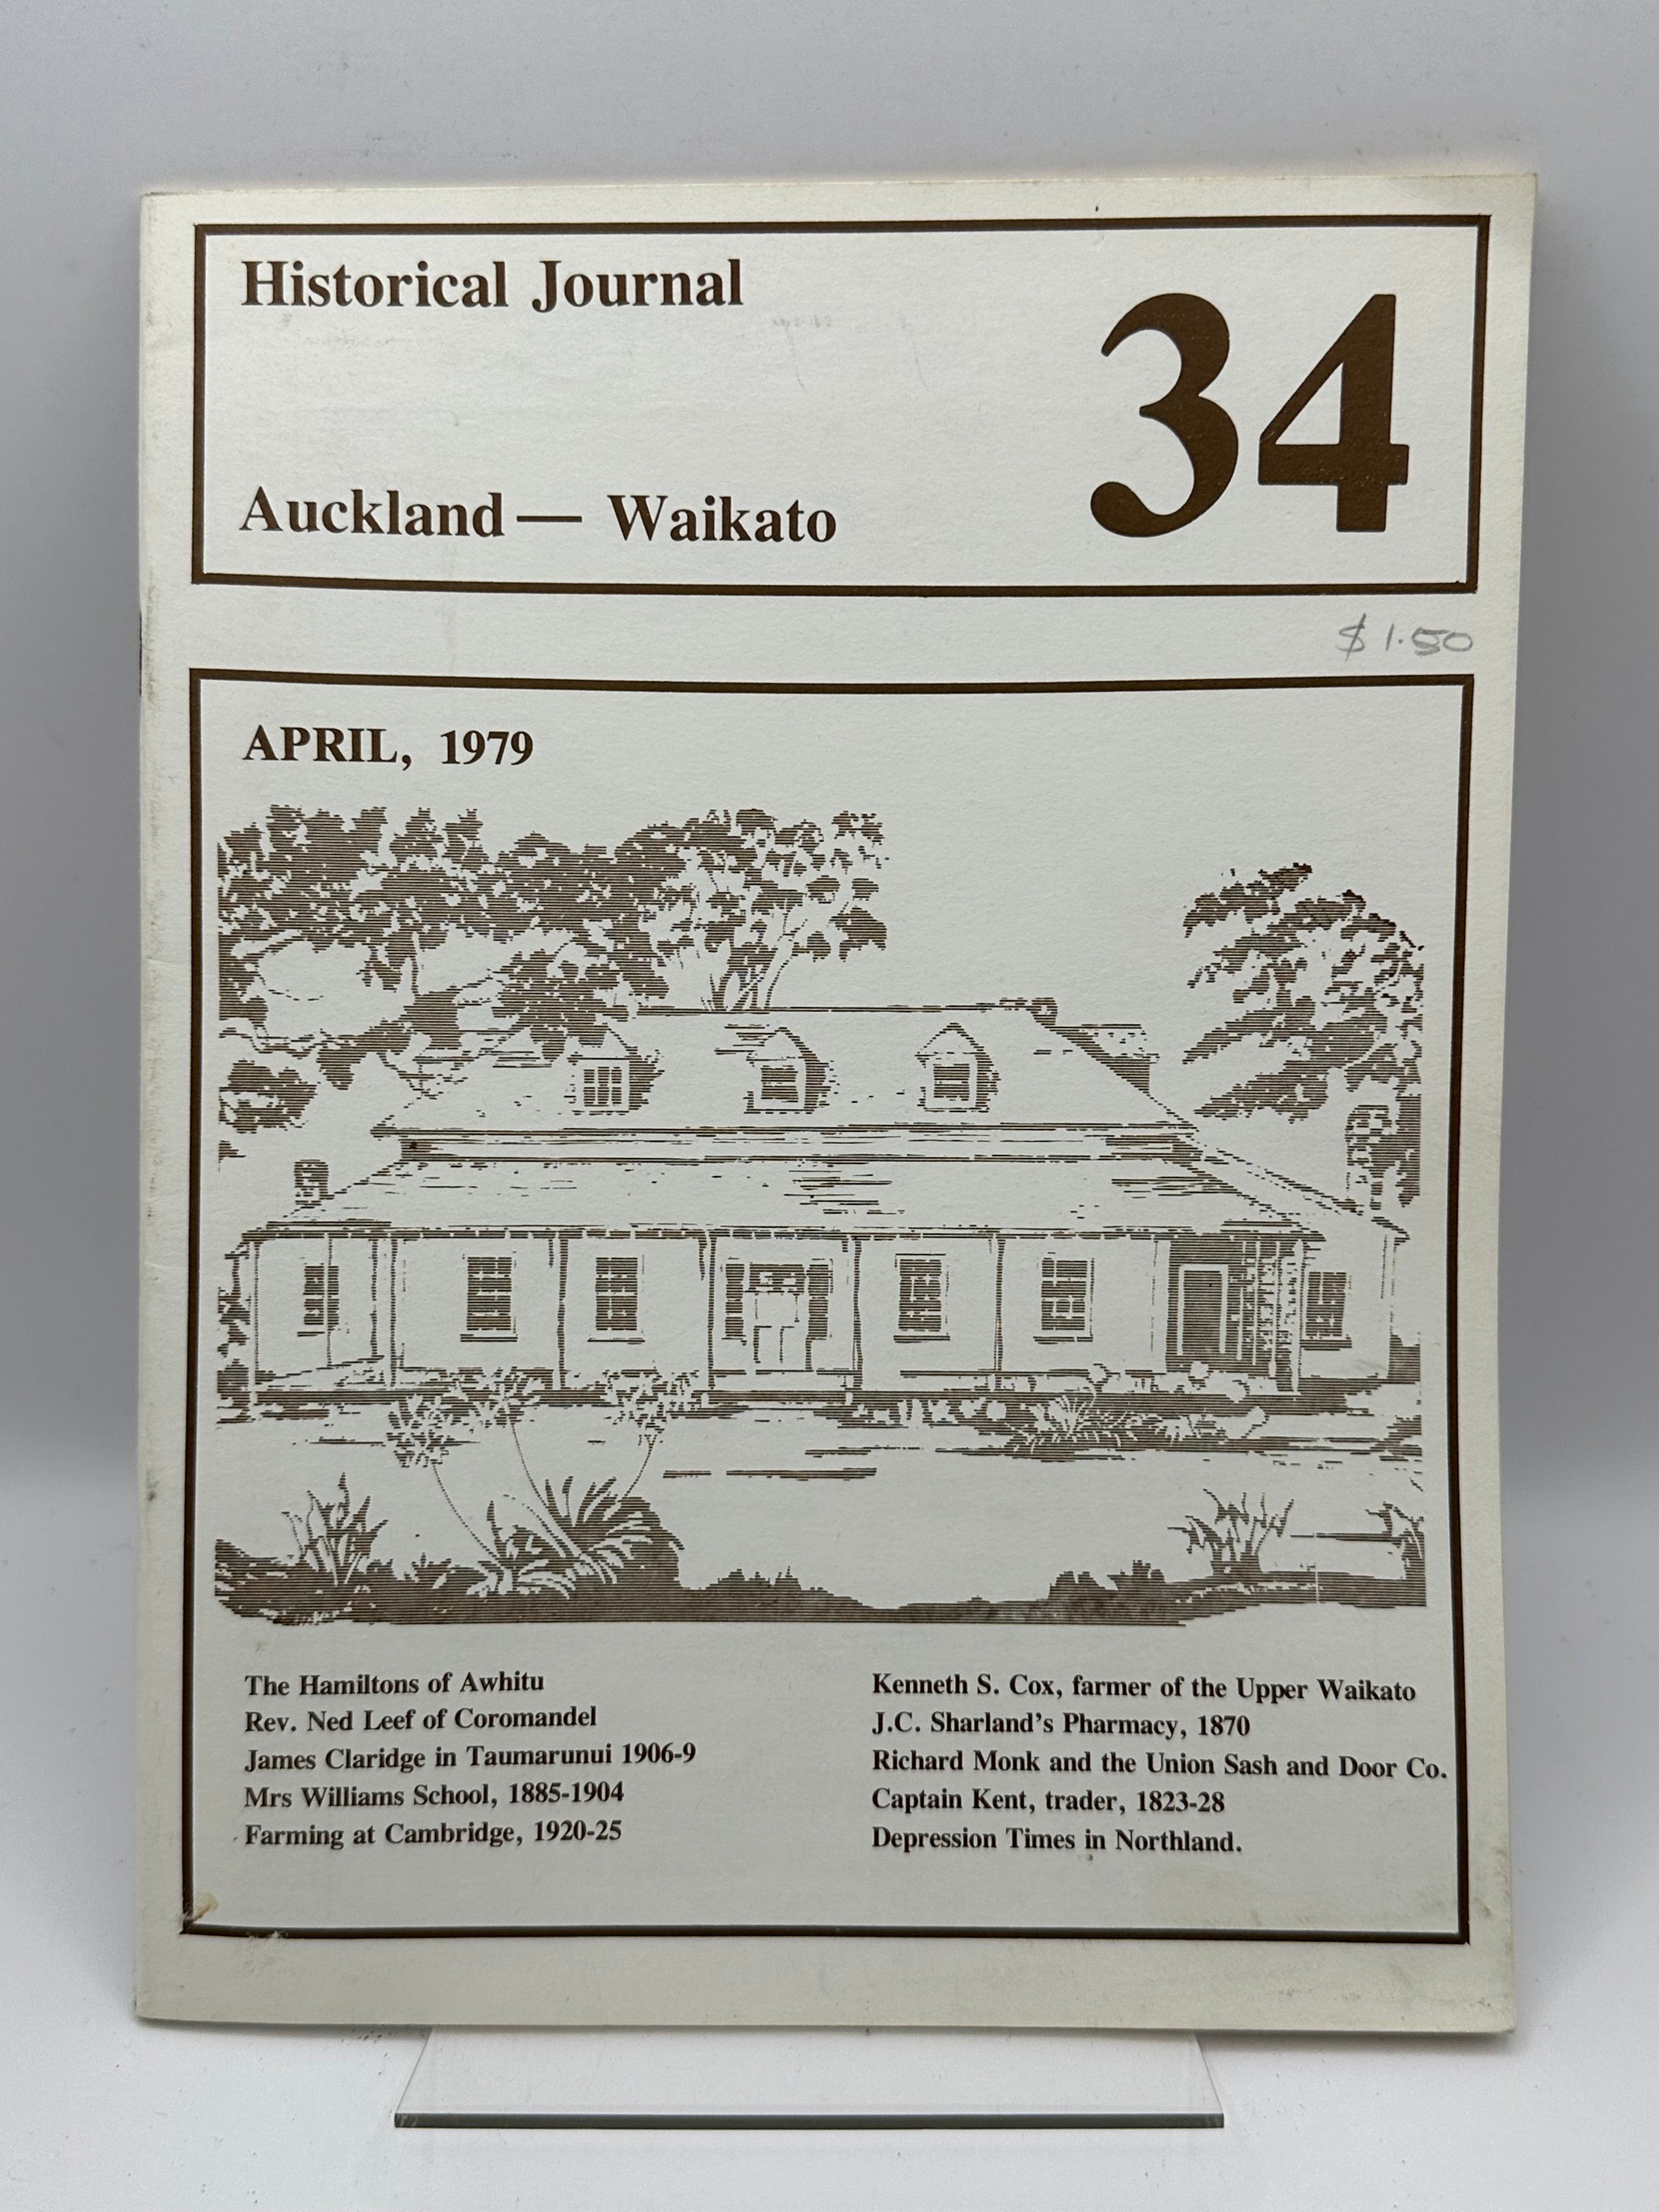 Historical Journal
34
Auckland — Waikato
$1.50
APRIL, 1979
The Hamiltons of Awhitu
Rev. Ned Leef of Coromandel
James Claridge in Taumarunui 1906-9
Mrs Williams School, 1885-1904
Farming at Cambridge, 1920-25
Kenneth S. Cox, farmer of the Upper Waikato
J.C. Sharland's Pharmacy, 1870
Richard Monk and the Union Sash and Door Co.
Captain Kent, trader, 1823-28
Depression Times in Northland.